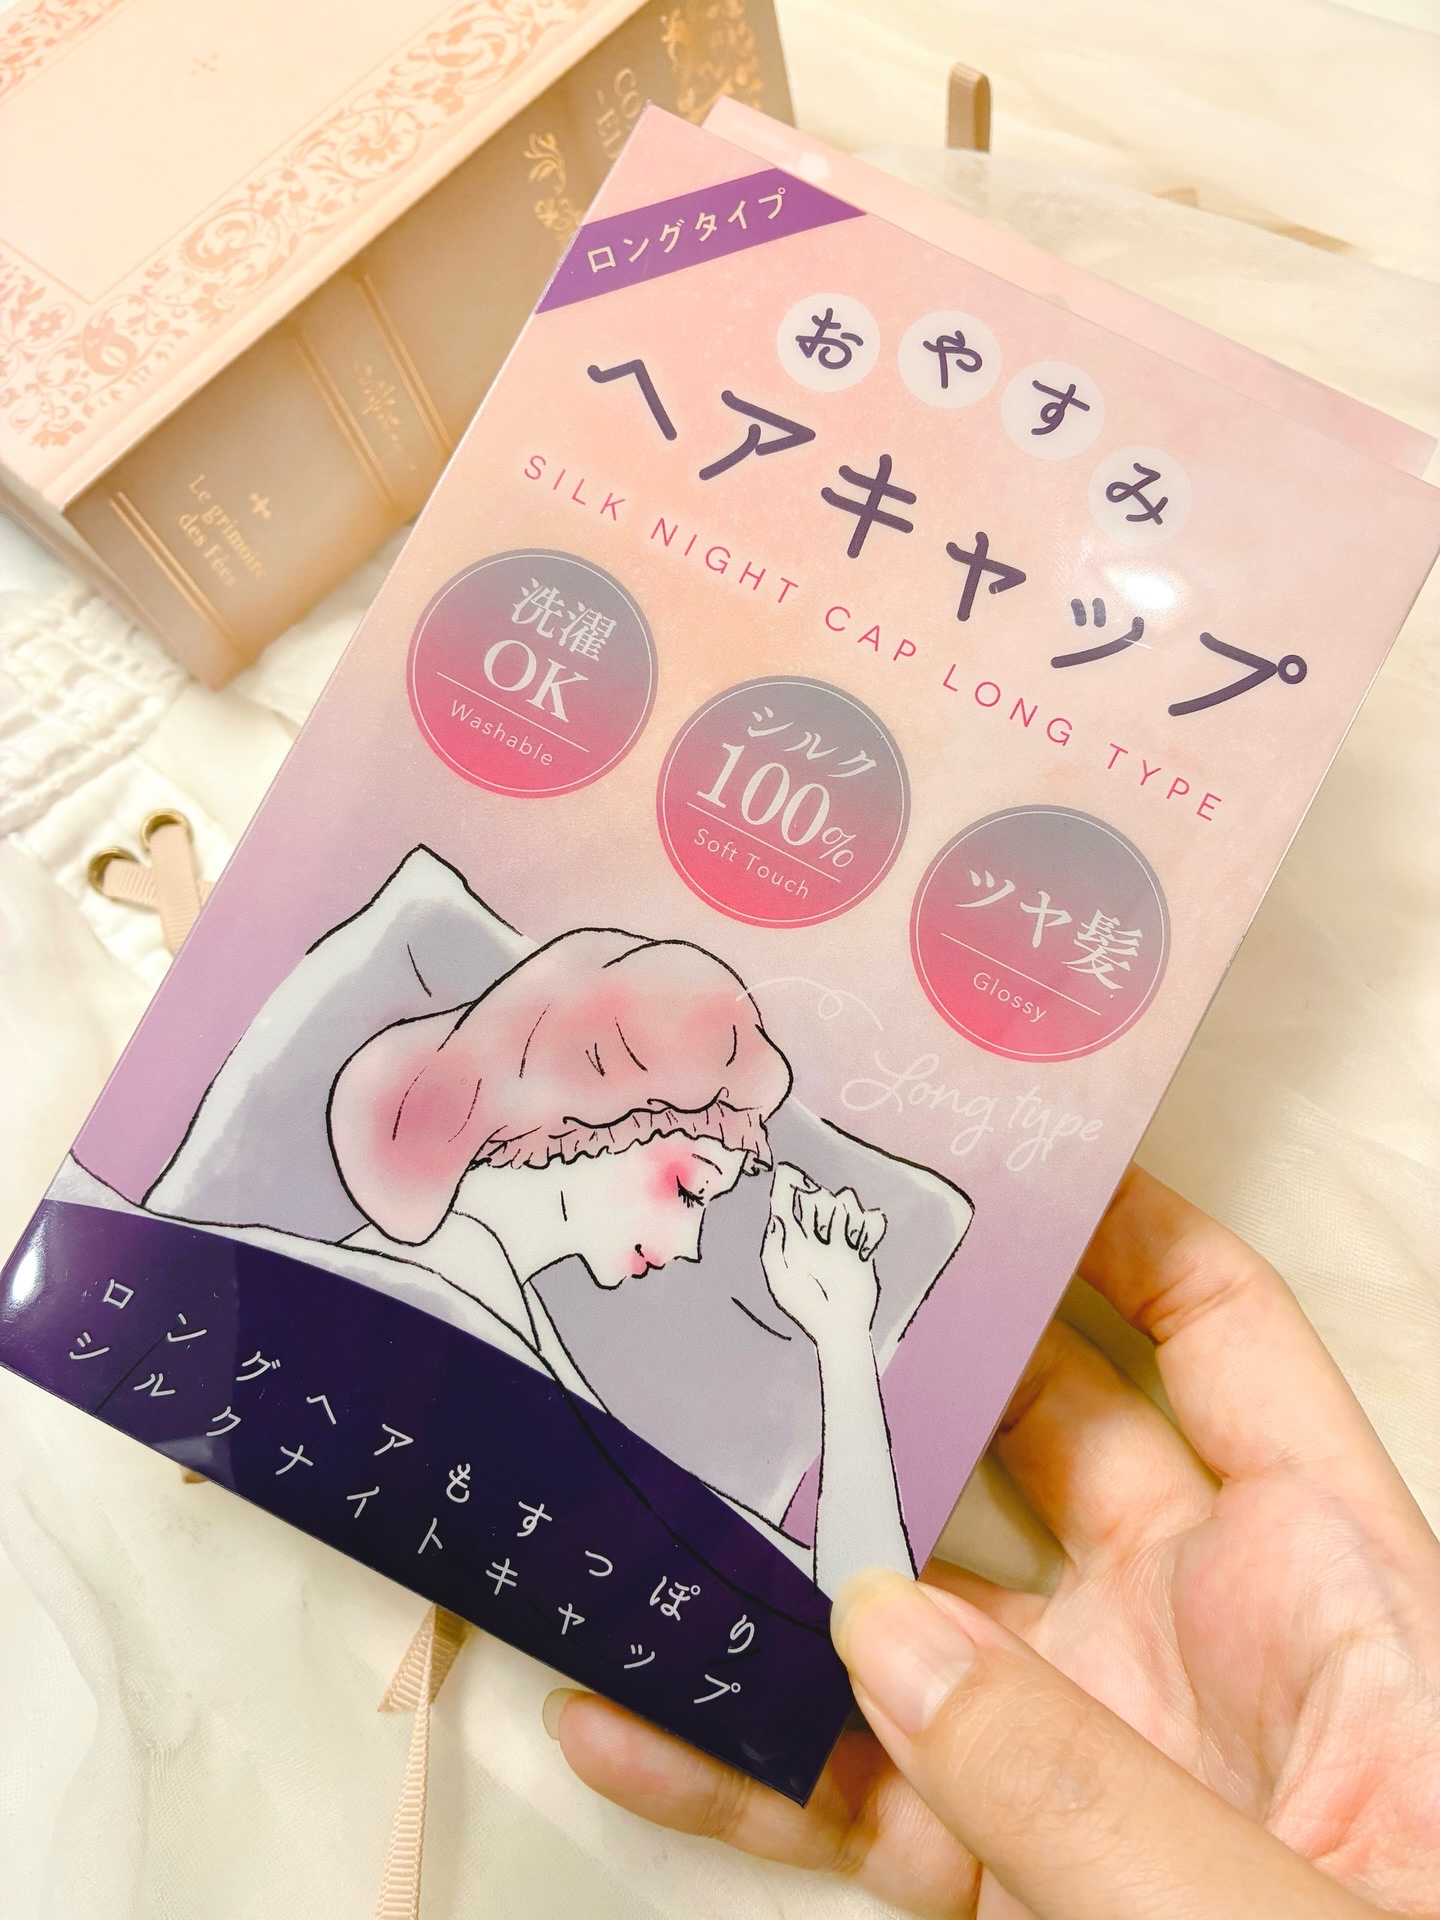 ロングタイプ
おやすみ
ヘアキャップ
SILK NIGHT CAP LONG TYPE
洗濯
OK
Washable
シルク
100%
Soft Touch
ツヤ髪
Glossy
Long type
ロングヘアもすっぽり
シルクナイトキャップ
Le grimoire
des Fées